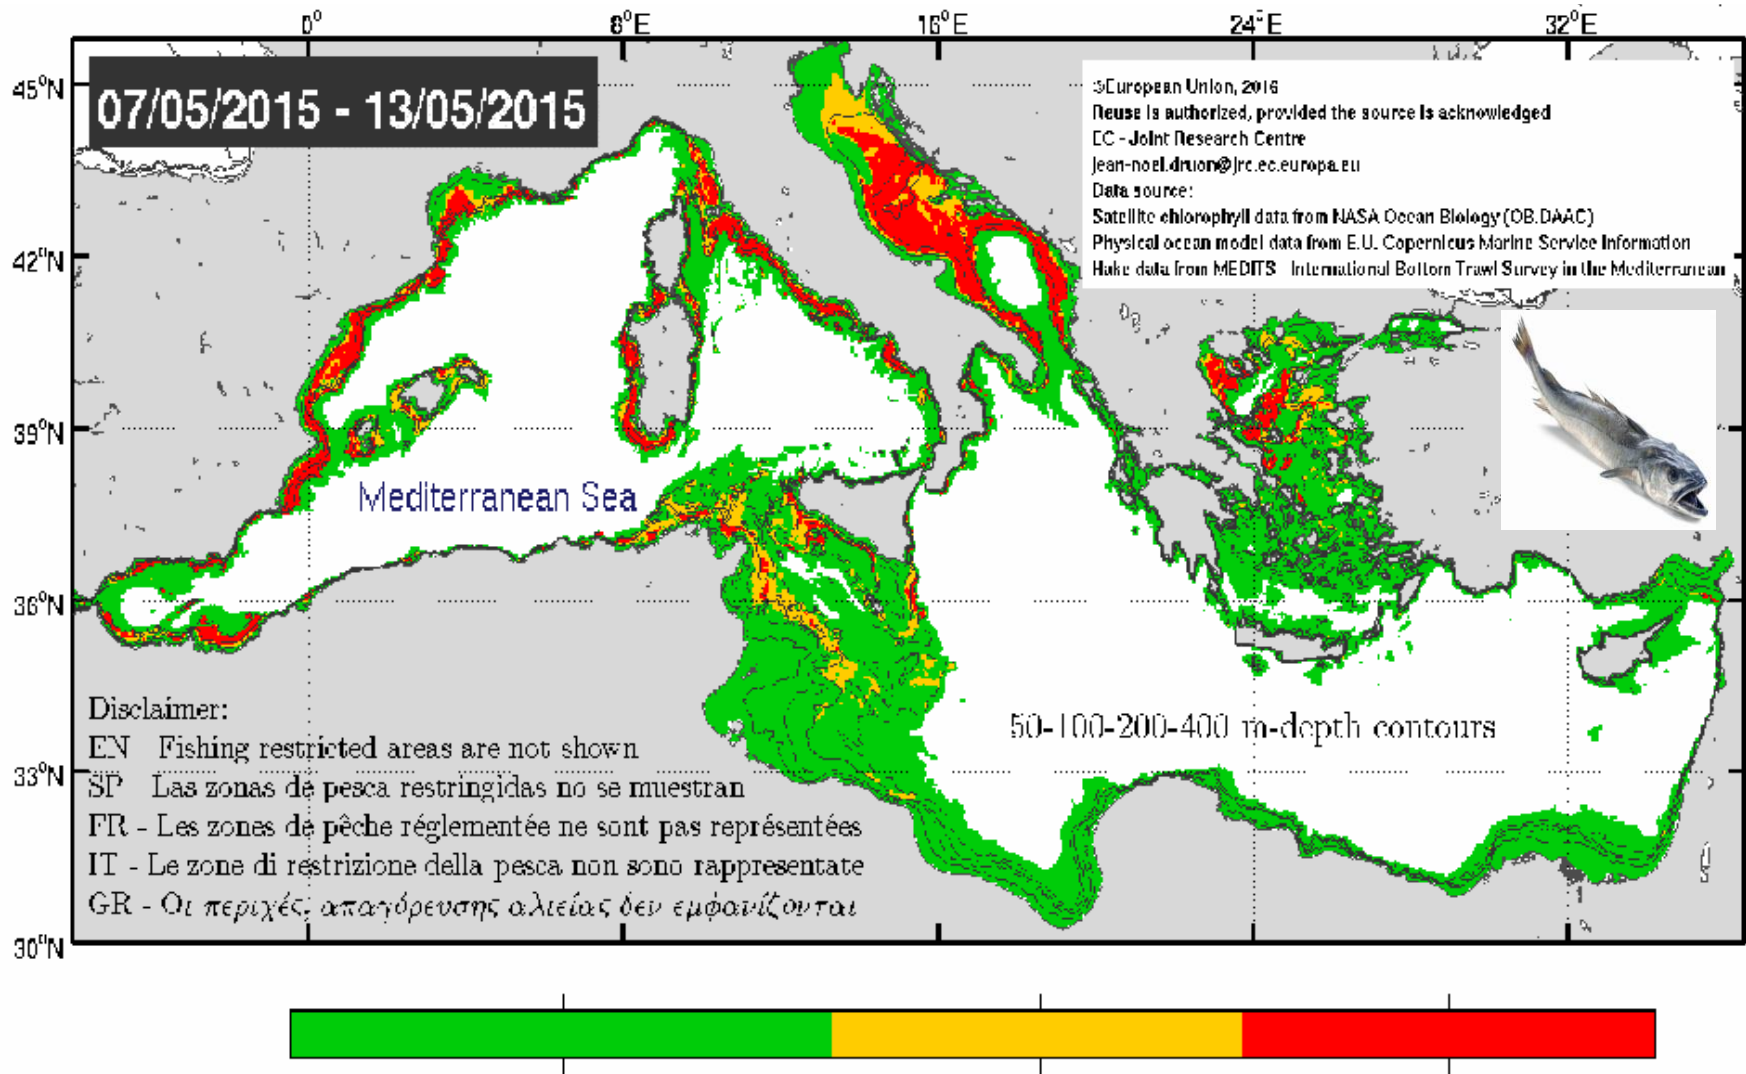 0° 8°E 16°E 24°E 32°E
45°N
42°N
39°N
36°N
33°N
30°N
07/05/2015 - 13/05/2015
©European Union, 2016
Reuse is authorized, provided the source is acknowledged
EC - Joint Research Centre
jean-noel.druon@jrc.ec.europa.eu
Data source:
Satellite chlorophyll data from NASA Ocean Biology (OB.DAAC)
Physical ocean model data from E.U. Copernicus Marine Service Information
Hake data from MEDITS International Bottom Trawl Survey in the Mediterranean
Mediterranean Sea
50-100-200-400 m-depth contours
Disclaimer:
EN Fishing restricted areas are not shown
SP Las zonas de pesca restringidas no se muestran
FR - Les zones de pêche réglementée ne sont pas représentées
IT - Le zone di restrizione della pesca non sono rappresentate
GR - Οι περιχές, απαγόρευσης αλιείας δεν εμφανίζονται